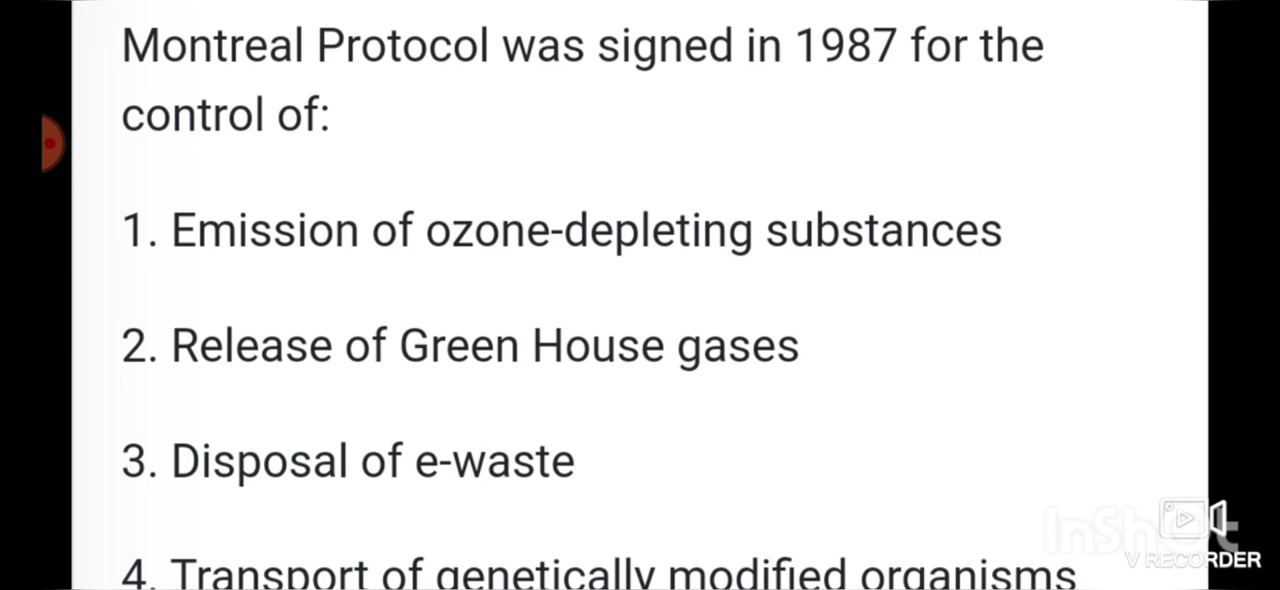 Montreal Protocol was signed in 1987 for the
control of:
1. Emission of ozone-depleting substances
2. Release of Green House gases
3. Disposal of e-waste
4. Transport of genetically modified organisms
InShot
V RECORDER